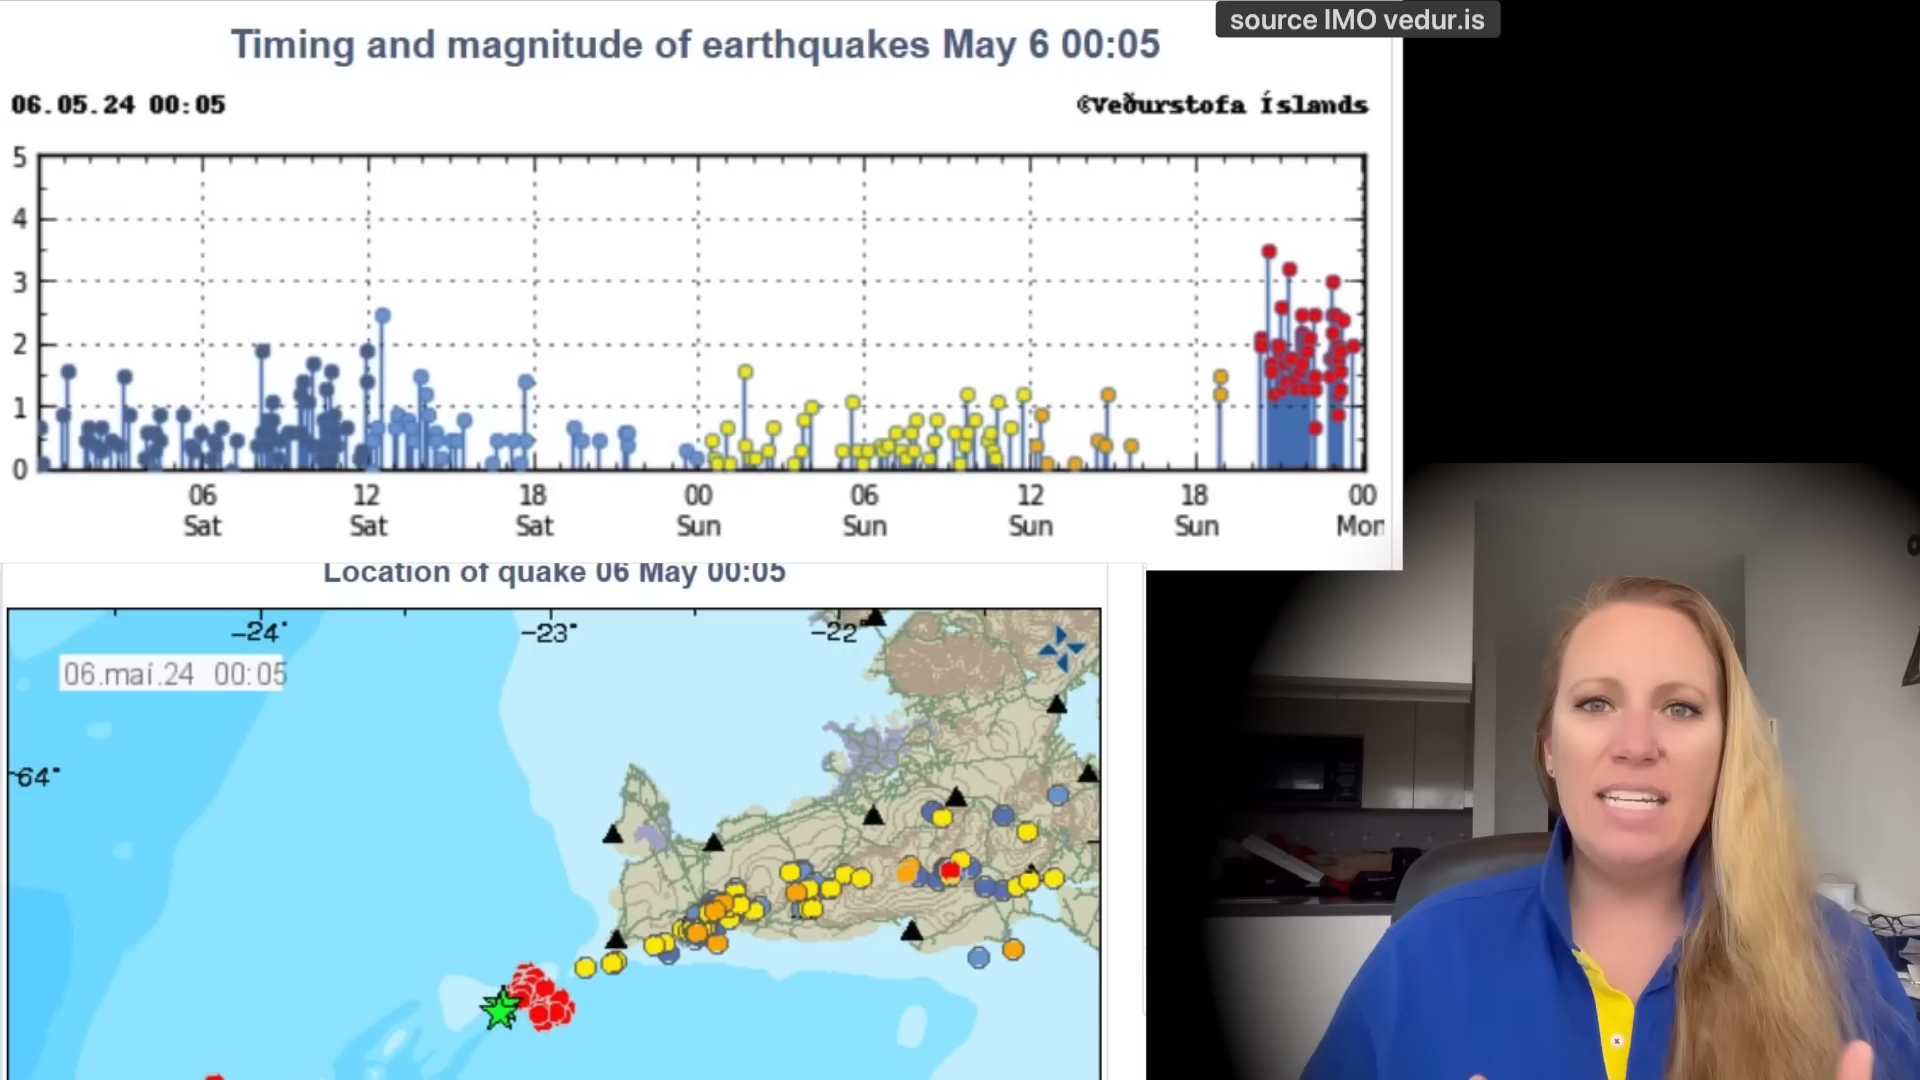 source IMO vedur.is
Timing and magnitude of earthquakes May 6 00:05
06.05.24 00:05
©Veðurstofa Íslands
5
4
3
2
1
0
06 12 18 00 06 12 18 00
Sat Sat Sat Sun Sun Sun Sun Mon
Location of quake 06 May 00:05
-24° -23° -22°
06.maí.24 00:05
64°